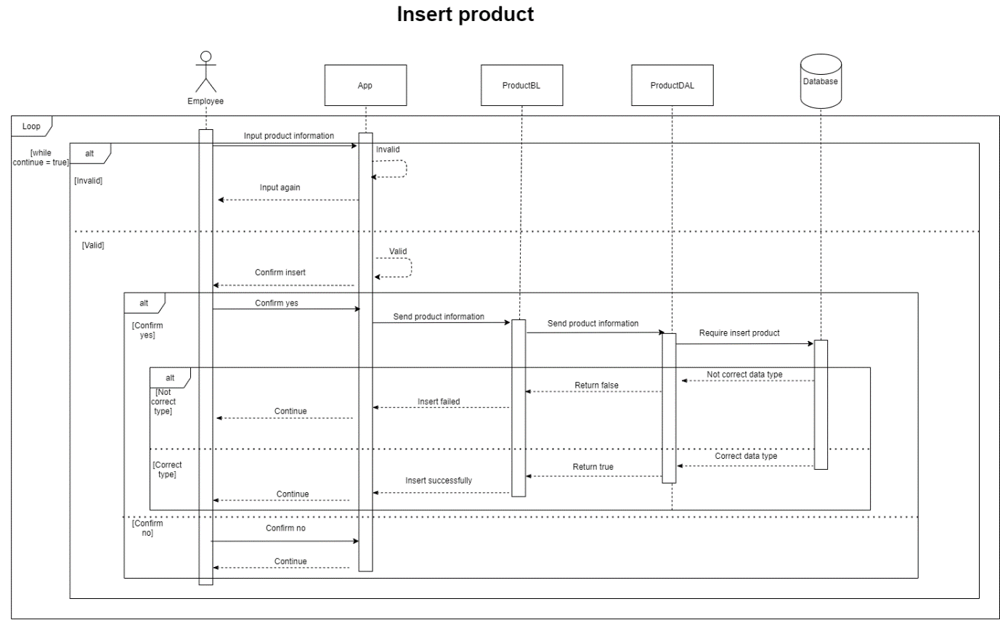 Insert product
Employee
App
ProductBL
ProductDAL
Database
Loop
[while
continue = true]
alt
Input product information
Invalid
[Invalid]
Input again
[Valid]
Valid
Confirm insert
alt
Confirm yes
[Confirm
yes]
Send product information
Send product information
Require insert product
alt
[Not
correct
type]
Not correct data type
Return false
Insert failed
Continue
[Correct
type]
Correct data type
Return true
Insert successfully
Continue
[Confirm
no]
Confirm no
Continue